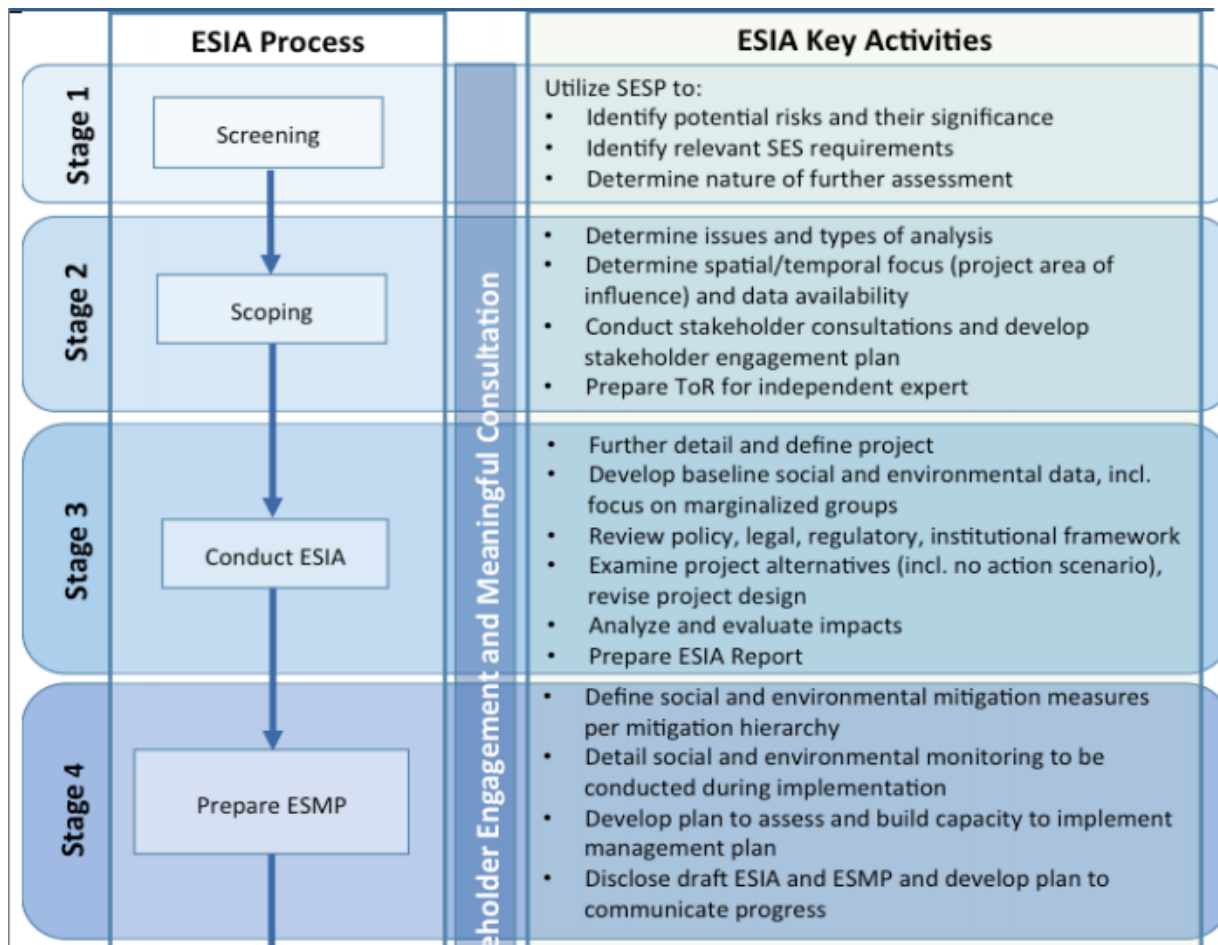 ESIA Process
ESIA Key Activities
Stage 1
Screening
Utilize SESP to:
• Identify potential risks and their significance
• Identify relevant SES requirements
• Determine nature of further assessment
Stage 2
Scoping
• Determine issues and types of analysis
• Determine spatial/temporal focus (project area of
influence) and data availability
• Conduct stakeholder consultations and develop
stakeholder engagement plan
• Prepare ToR for independent expert
Stage 3
Conduct ESIA
• Further detail and define project
• Develop baseline social and environmental data, incl.
focus on marginalized groups
• Review policy, legal, regulatory, institutional framework
• Examine project alternatives (incl. no action scenario),
revise project design
• Analyze and evaluate impacts
• Prepare ESIA Report
Stage 4
Prepare ESMP
• Define social and environmental mitigation measures
per mitigation hierarchy
• Detail social and environmental monitoring to be
conducted during implementation
• Develop plan to assess and build capacity to implement
management plan
• Disclose draft ESIA and ESMP and develop plan to
communicate progress
eholder Engagement and Meaningful Consultation